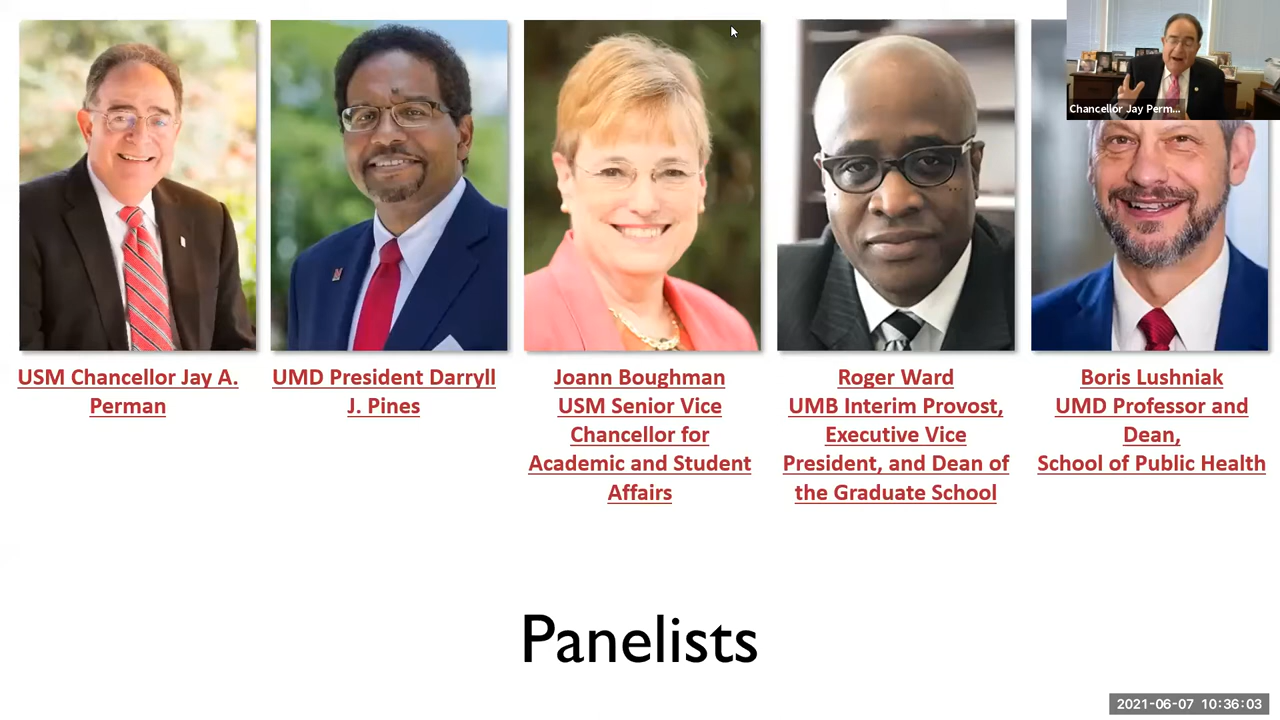 Chancellor Jay Perm...
USM Chancellor Jay A.
Perman
UMD President Darryll
J. Pines
Joann Boughman
USM Senior Vice
Chancellor for
Academic and Student
Affairs
Roger Ward
UMB Interim Provost,
Executive Vice
President, and Dean of
the Graduate School
Boris Lushniak
UMD Professor and
Dean,
School of Public Health
Panelists
2021-06-07 10:36:03